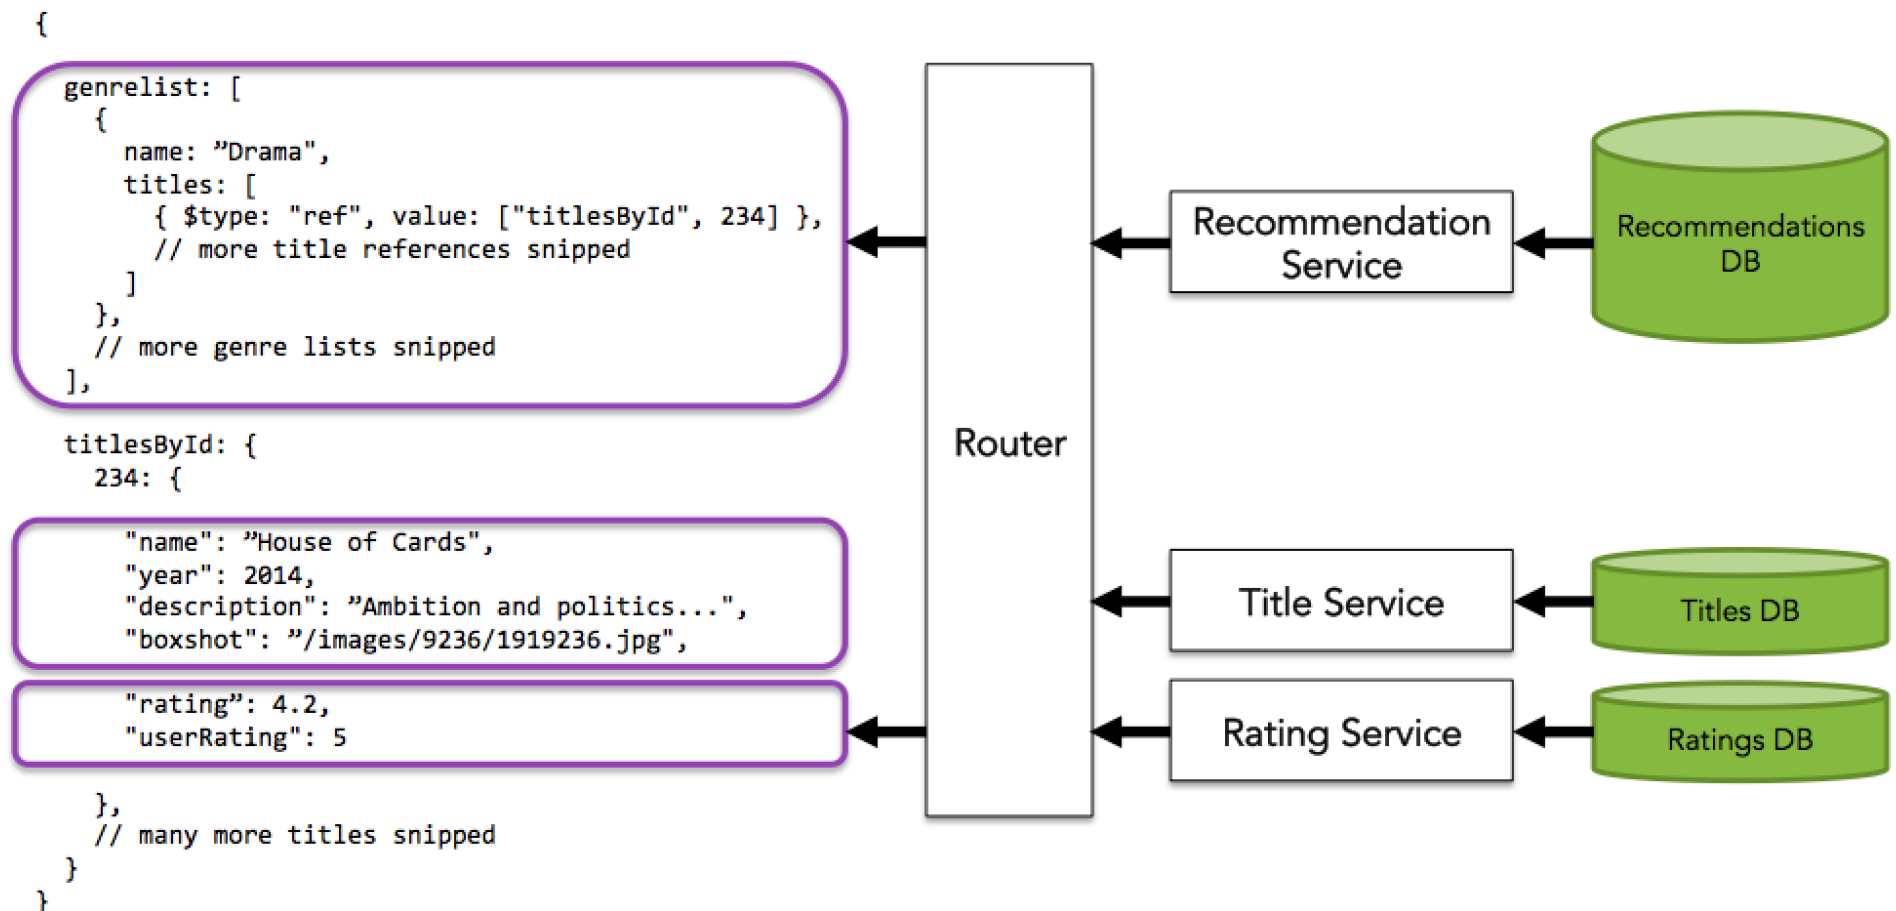 {
genrelist: [
{
name: ”Drama",
titles: [
{ $type: "ref", value: ["titlesById", 234] },
// more title references snipped
]
},
// more genre lists snipped
],
titlesById: {
234: {
"name": ”House of Cards",
"year": 2014,
"description": ”Ambition and politics...",
"boxshot": ”/images/9236/1919236.jpg",
"rating”: 4.2,
"userRating": 5
},
// many more titles snipped
}
}
Router
Recommendation
Service
Title Service
Rating Service
Recommendations
DB
Titles DB
Ratings DB